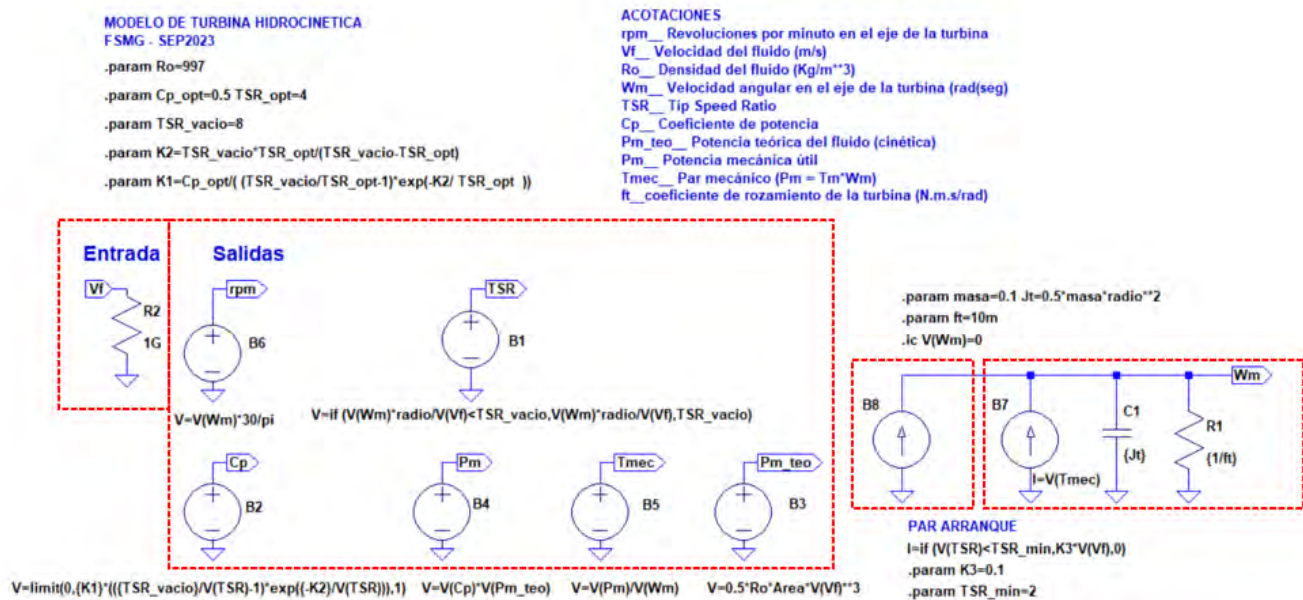 MODELO DE TURBINA HIDROCINETICA
FSMG - SEP2023
.param Ro=997
.param Cp_opt=0.5 TSR_opt=4
.param TSR_vacio=8
.param K2=TSR_vacio*TSR_opt/(TSR_vacio-TSR_opt)
.param K1=Cp_opt/( (TSR_vacio/TSR_opt-1)*exp(-K2/ TSR_opt ))
ACOTACIONES
rpm__ Revoluciones por minuto en el eje de la turbina
Vf__ Velocidad del fluido (m/s)
Ro__ Densidad del fluido (Kg/m**3)
Wm__ Velocidad angular en el eje de la turbina (rad(seg)
TSR__ Tip Speed Ratio
Cp__ Coeficiente de potencia
Pm_teo__ Potencia teórica del fluido (cinética)
Pm__ Potencia mecánica útil
Tmec__ Par mecánico (Pm = Tm*Wm)
ft__coeficiente de rozamiento de la turbina (N.m.s/rad)
Entrada
Vf
R2
1G
Salidas
rpm
B6
V=V(Wm)*30/pi
TSR
B1
V=if (V(Wm)*radio/V(Vf)<TSR_vacio,V(Wm)*radio/V(Vf),TSR_vacio)
Cp
B2
V=limit(0,{K1}*(({TSR_vacio}/V(TSR)-1)*exp({-K2}/V(TSR))),1)
Pm
B4
V=V(Cp)*V(Pm_teo)
Tmec
B5
V=V(Pm)/V(Wm)
Pm_teo
B3
V=0.5*Ro*Area*V(Vf)**3
.param masa=0.1 Jt=0.5*masa*radio**2
.param ft=10m
.ic V(Wm)=0
Wm
B8
B7
I=V(Tmec)
C1
{Jt}
R1
{1/ft}
PAR ARRANQUE
I=if (V(TSR)<TSR_min,K3*V(Vf),0)
.param K3=0.1
.param TSR_min=2